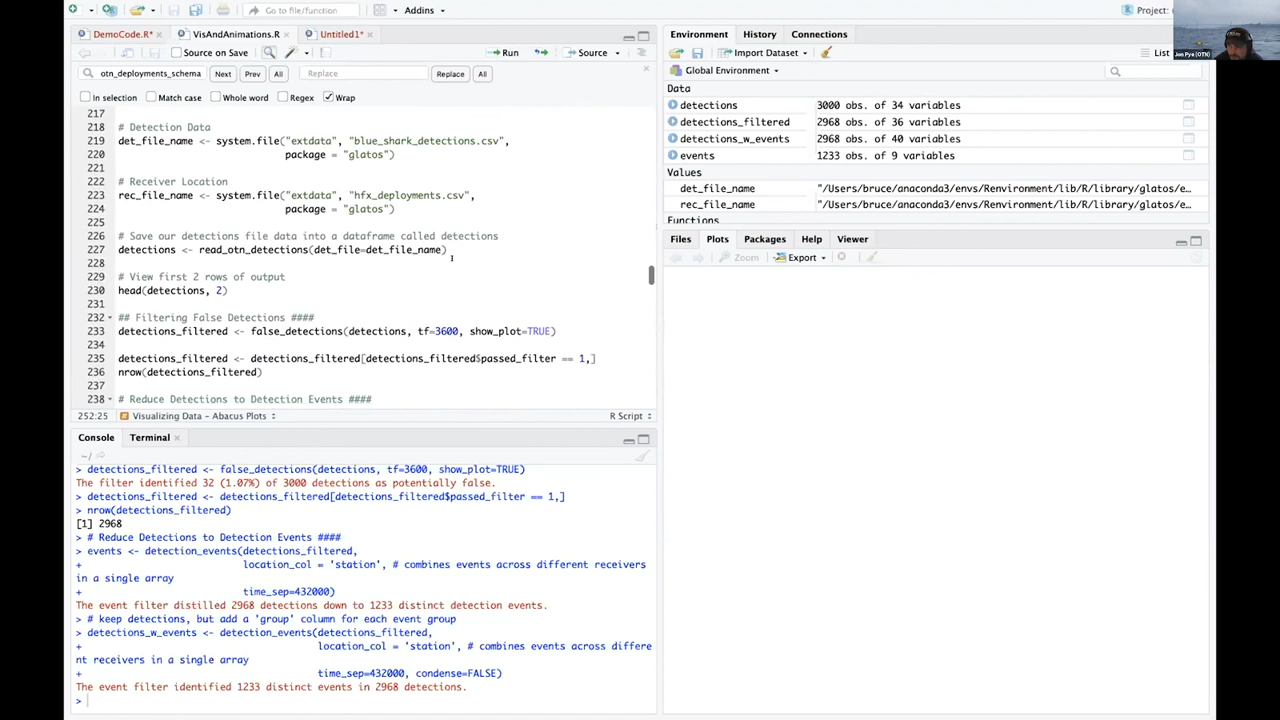 Go to file/function
Addins
Project:
DemoCode.R* VisAndAnimations.R Untitled1*
Source on Save
Run
Source
otn_deployments_schema
Next
Prev
All
Replace
Replace
All
In selection
Match case
Whole word
Regex
Wrap
217
218 # Detection Data
219 det_file_name <- system.file("extdata", "blue_shark_detections.csv",
220 package = "glatos")
221
222 # Receiver Location
223 rec_file_name <- system.file("extdata", "hfx_deployments.csv",
224 package = "glatos")
225
226 # Save our detections file data into a dataframe called detections
227 detections <- read_otn_detections(det_file=det_file_name)
228
229 # View first 2 rows of output
230 head(detections, 2)
231
232 ## Filtering False Detections ####
233 detections_filtered <- false_detections(detections, tf=3600, show_plot=TRUE)
234
235 detections_filtered <- detections_filtered[detections_filtered$passed_filter == 1,]
236 nrow(detections_filtered)
237
238 # Reduce Detections to Detection Events ####
252:25 Visualizing Data - Abacus Plots R Script
Console Terminal
~/
> detections_filtered <- false_detections(detections, tf=3600, show_plot=TRUE)
The filter identified 32 (1.07%) of 3000 detections as potentially false.
> detections_filtered <- detections_filtered[detections_filtered$passed_filter == 1,]
> nrow(detections_filtered)
[1] 2968
> # Reduce Detections to Detection Events ####
> events <- detection_events(detections_filtered,
+ location_col = 'station', # combines events across different receivers
in a single array
+ time_sep=432000)
The event filter distilled 2968 detections down to 1233 distinct detection events.
> # keep detections, but add a 'group' column for each event group
> detections_w_events <- detection_events(detections_filtered,
+ location_col = 'station', # combines events across differe
nt receivers in a single array
+ time_sep=432000, condense=FALSE)
The event filter identified 1233 distinct events in 2968 detections.
>
Environment History Connections
Import Dataset
List
Global Environment
Data
detections 3000 obs. of 34 variables
detections_filtered 2968 obs. of 36 variables
detections_w_events 2968 obs. of 40 variables
events 1233 obs. of 9 variables
Values
det_file_name "/Users/bruce/anaconda3/envs/Renvironment/lib/R/library/glatos/e…
rec_file_name "/Users/bruce/anaconda3/envs/Renvironment/lib/R/library/glatos/e…
Functions
Files Plots Packages Help Viewer
Zoom
Export
Jon Pye (OTN)